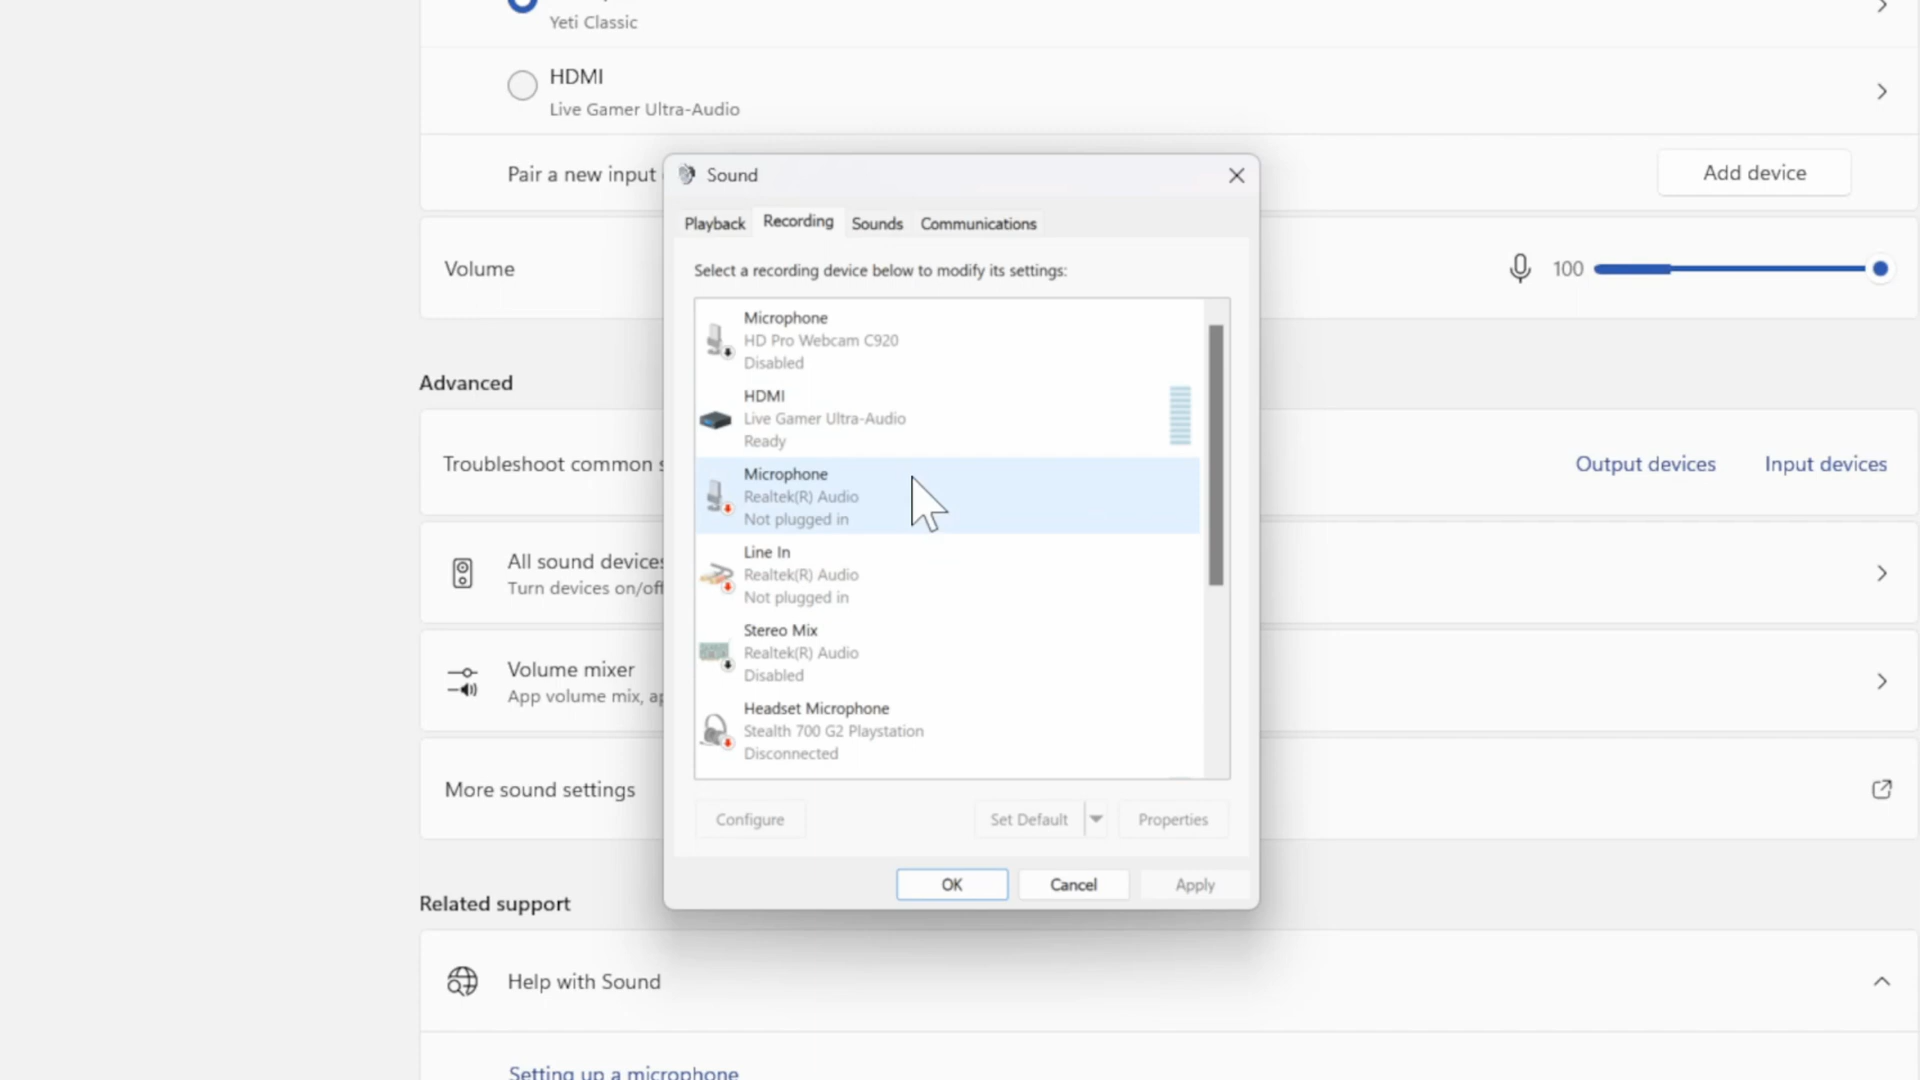 Yeti Classic
HDMI
Live Gamer Ultra-Audio
Pair a new input
Add device
Volume
100
Advanced
Troubleshoot common s
Output devices
Input devices
All sound devices
Turn devices on/off
Volume mixer
App volume mix, ap
More sound settings
Related support
Help with Sound
Setting up a microphone
Sound
Playback
Recording
Sounds
Communications
Select a recording device below to modify its settings:
Microphone
HD Pro Webcam C920
Disabled
HDMI
Live Gamer Ultra-Audio
Ready
Microphone
Realtek(R) Audio
Not plugged in
Line In
Realtek(R) Audio
Not plugged in
Stereo Mix
Realtek(R) Audio
Disabled
Headset Microphone
Stealth 700 G2 Playstation
Disconnected
Configure
Set Default
Properties
OK
Cancel
Apply